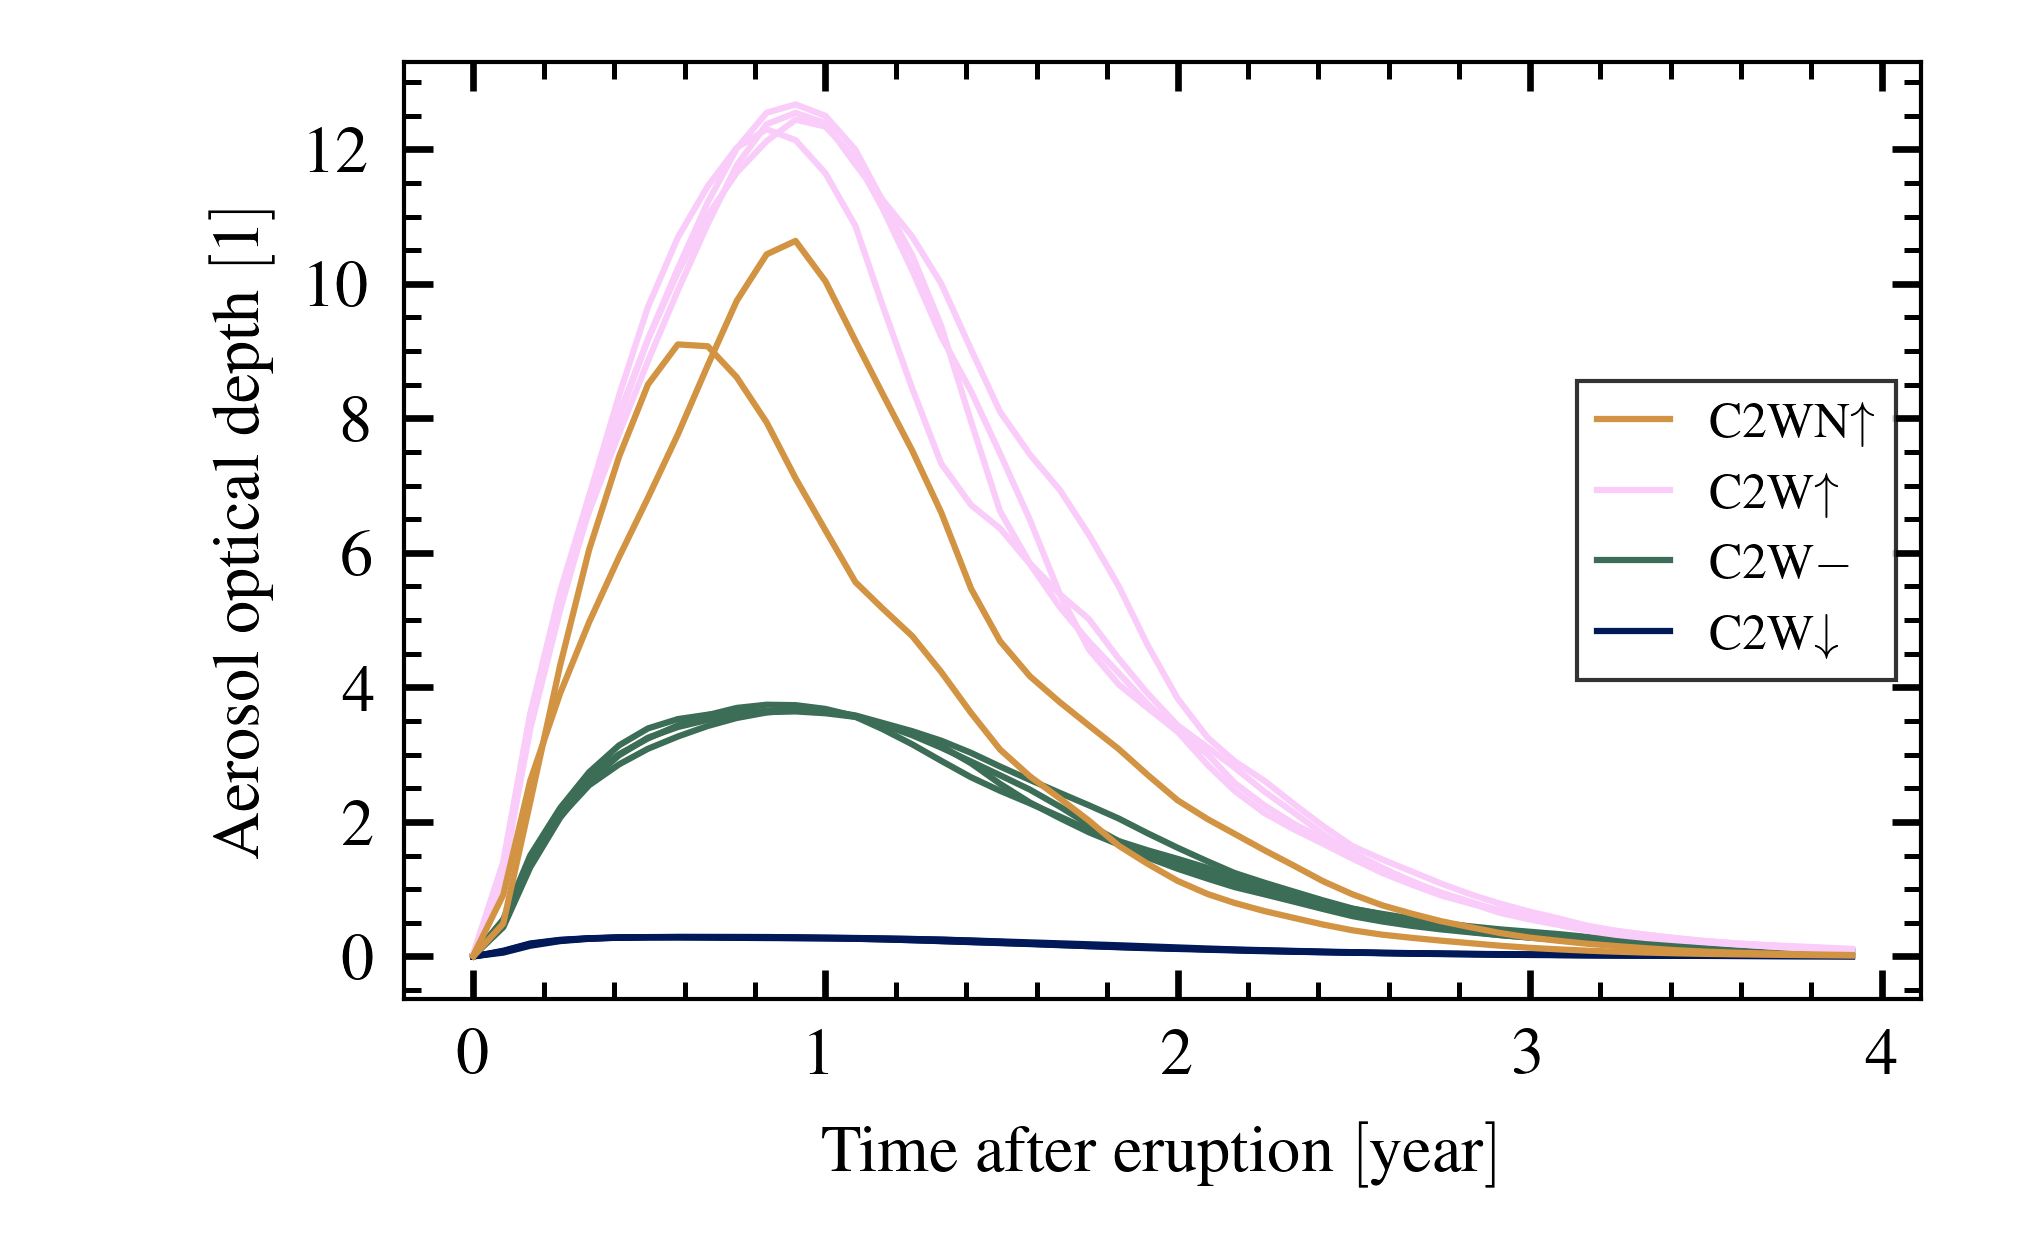 Aerosol optical depth [1]
12
10
8
6
4
2
0
C2WN↑
C2W↑
C2W−
C2W↓
0 1 2 3 4
Time after eruption [year]